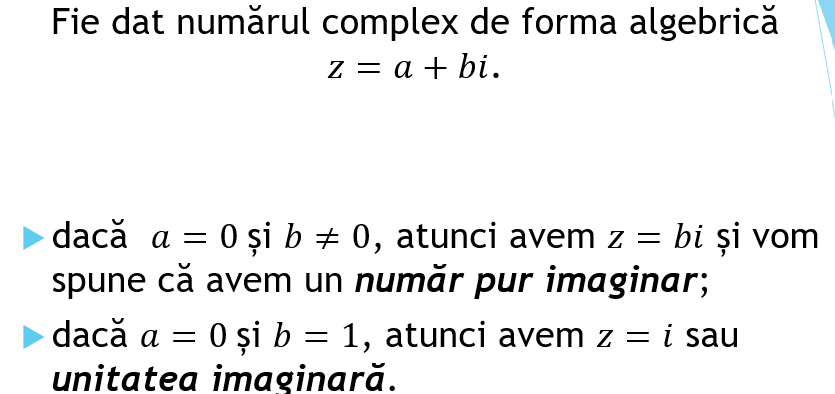 Fie dat numărul complex de forma algebrică
z = a + bi.
dacă a = 0 și b ≠ 0, atunci avem z = bi și vom
spune că avem un număr pur imaginar;
dacă a = 0 și b = 1, atunci avem z = i sau
unitatea imaginară.